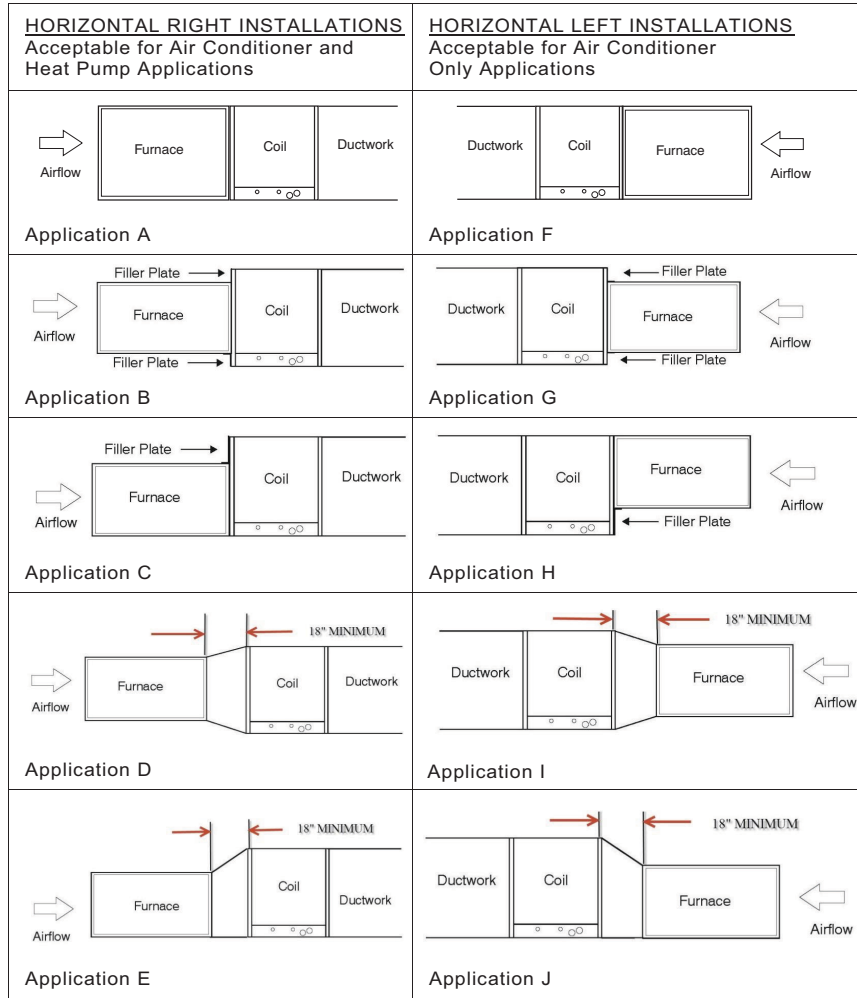 HORIZONTAL RIGHT INSTALLATIONS
Acceptable for Air Conditioner and
Heat Pump Applications
HORIZONTAL LEFT INSTALLATIONS
Acceptable for Air Conditioner
Only Applications
Airflow
Furnace
Coil
Ductwork
Application A
Ductwork
Coil
Furnace
Airflow
Application F
Filler Plate
Airflow
Furnace
Coil
Ductwork
Filler Plate
Application B
Filler Plate
Ductwork
Coil
Furnace
Airflow
Filler Plate
Application G
Filler Plate
Airflow
Furnace
Coil
Ductwork
Application C
Ductwork
Coil
Furnace
Airflow
Filler Plate
Application H
18" MINIMUM
Airflow
Furnace
Coil
Ductwork
Application D
18" MINIMUM
Ductwork
Coil
Furnace
Airflow
Application I
18" MINIMUM
Airflow
Furnace
Coil
Ductwork
Application E
18" MINIMUM
Ductwork
Coil
Furnace
Airflow
Application J